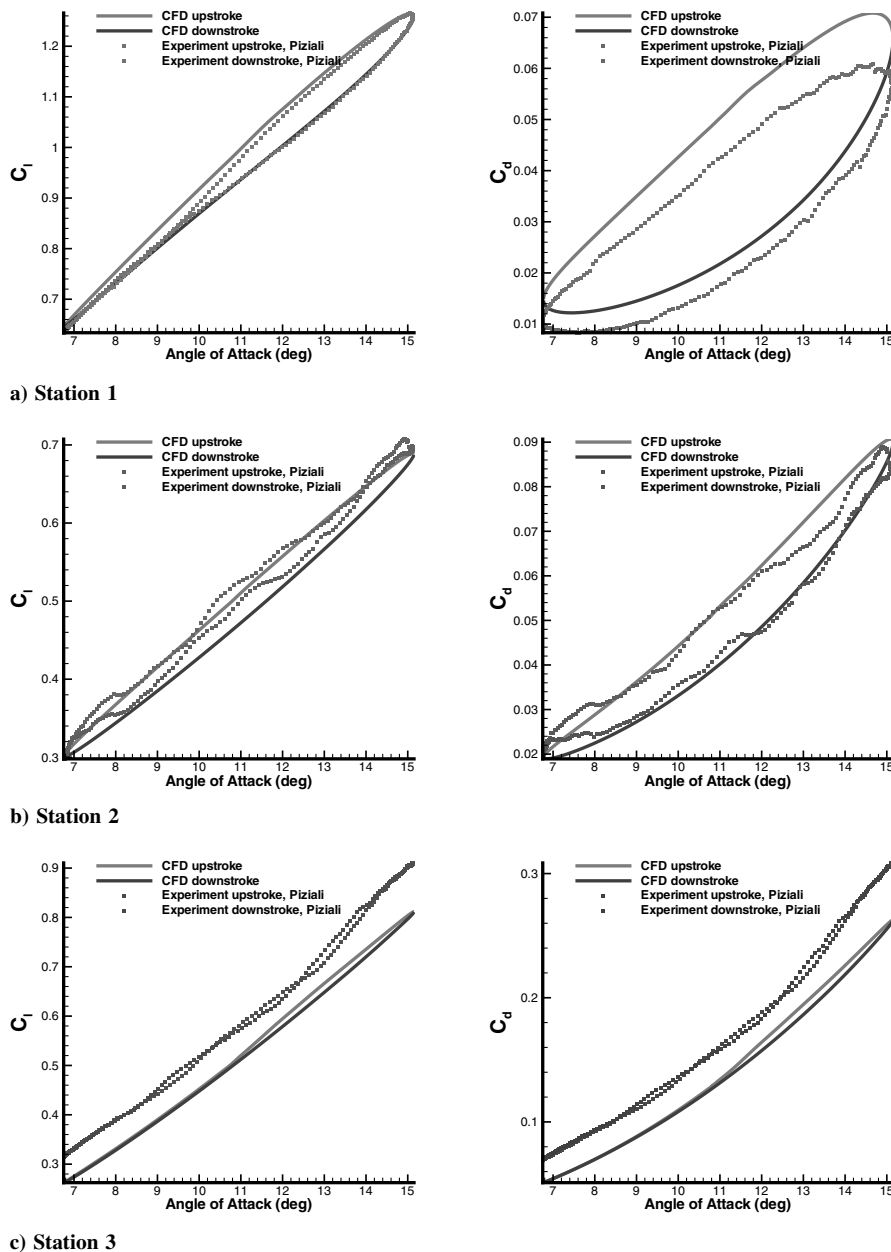 CFD upstroke
CFD downstroke
Experiment upstroke, Piziali
Experiment downstroke, Piziali
1.2
1.1
1
0.9
0.8
0.7
C_l
7 8 9 10 11 12 13 14 15
Angle of Attack (deg)
CFD upstroke
CFD downstroke
Experiment upstroke, Piziali
Experiment downstroke, Piziali
0.07
0.06
0.05
0.04
0.03
0.02
0.01
C_d
7 8 9 10 11 12 13 14 15
Angle of Attack (deg)
a) Station 1
CFD upstroke
CFD downstroke
Experiment upstroke, Piziali
Experiment downstroke, Piziali
0.7
0.6
0.5
0.4
0.3
C_l
7 8 9 10 11 12 13 14 15
Angle of Attack (deg)
CFD upstroke
CFD downstroke
Experiment upstroke, Piziali
Experiment downstroke, Piziali
0.09
0.08
0.07
0.06
0.05
0.04
0.03
0.02
C_d
7 8 9 10 11 12 13 14 15
Angle of Attack (deg)
b) Station 2
CFD upstroke
CFD downstroke
Experiment upstroke, Piziali
Experiment downstroke, Piziali
0.9
0.8
0.7
0.6
0.5
0.4
0.3
C_l
7 8 9 10 11 12 13 14 15
Angle of Attack (deg)
CFD upstroke
CFD downstroke
Experiment upstroke, Piziali
Experiment downstroke, Piziali
0.3
0.2
0.1
C_d
7 8 9 10 11 12 13 14 15
Angle of Attack (deg)
c) Station 3